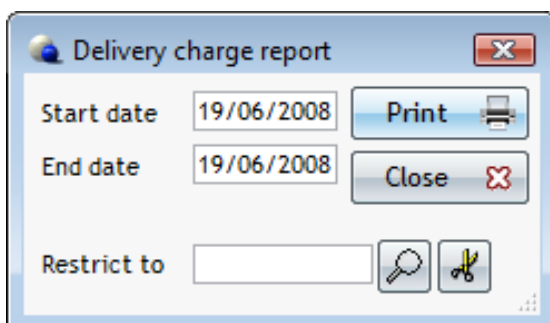 Delivery charge report
Start date 19/06/2008 Print
End date 19/06/2008 Close
Restrict to